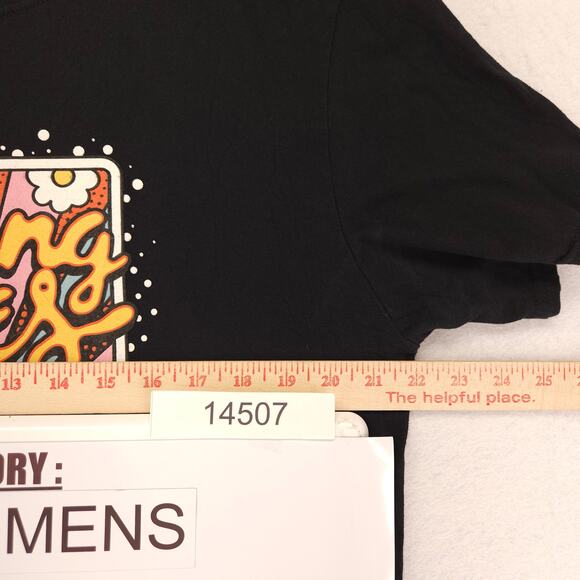 ng
&
13 14 15 16 17 18 19 20 21 22 23 24 25
The helpful place.
14507
ORY :
MENS